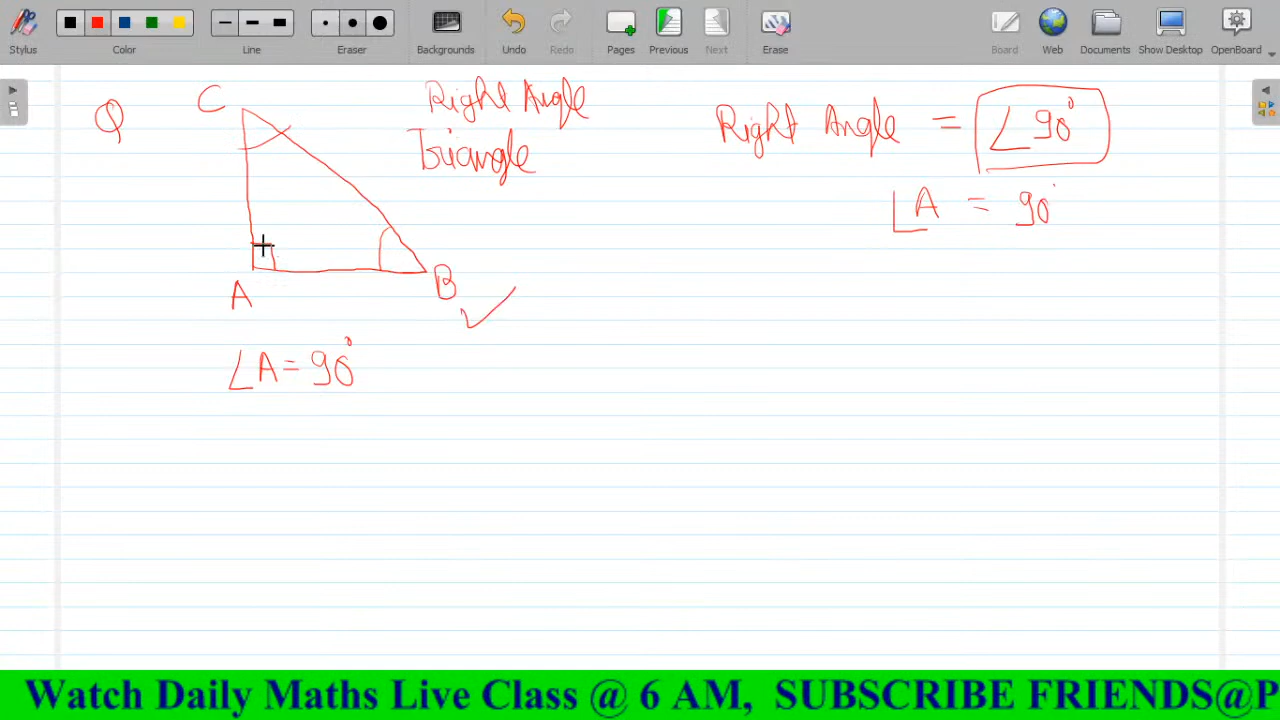 Stylus
Color
Line
Eraser
Backgrounds
Undo
Redo
Pages
Previous
Next
Erase
Board
Web
Documents
Show Desktop
OpenBoard
Q
C
Right Angle
Triangle
A
B
∠A = 90°
Right Angle = ∠90°
∠A = 90°
Watch Daily Maths Live Class @ 6 AM, SUBSCRIBE FRIENDS@P